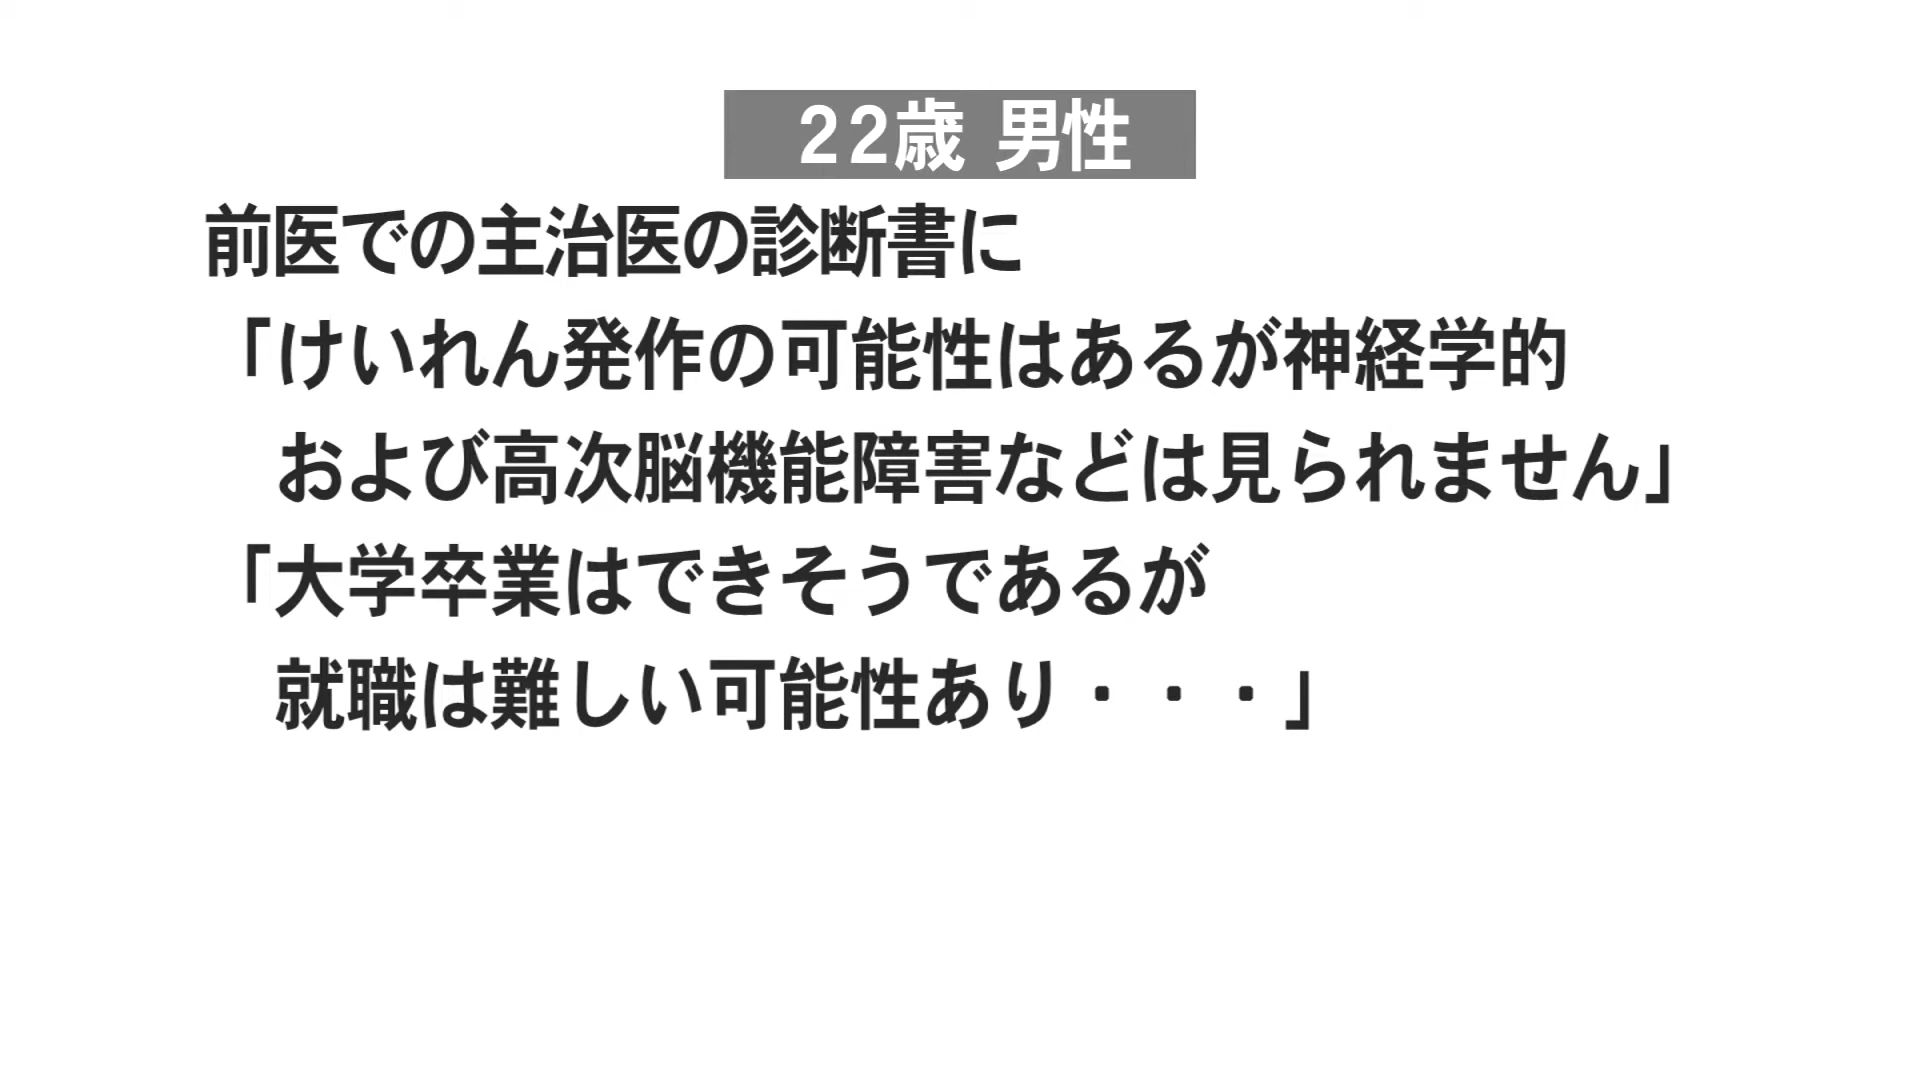 22歳 男性
前医での主治医の診断書に
「けいれん発作の可能性はあるが神経学的
および高次脳機能障害などは見られません」
「大学卒業はできそうであるが
就職は難しい可能性あり・・・」